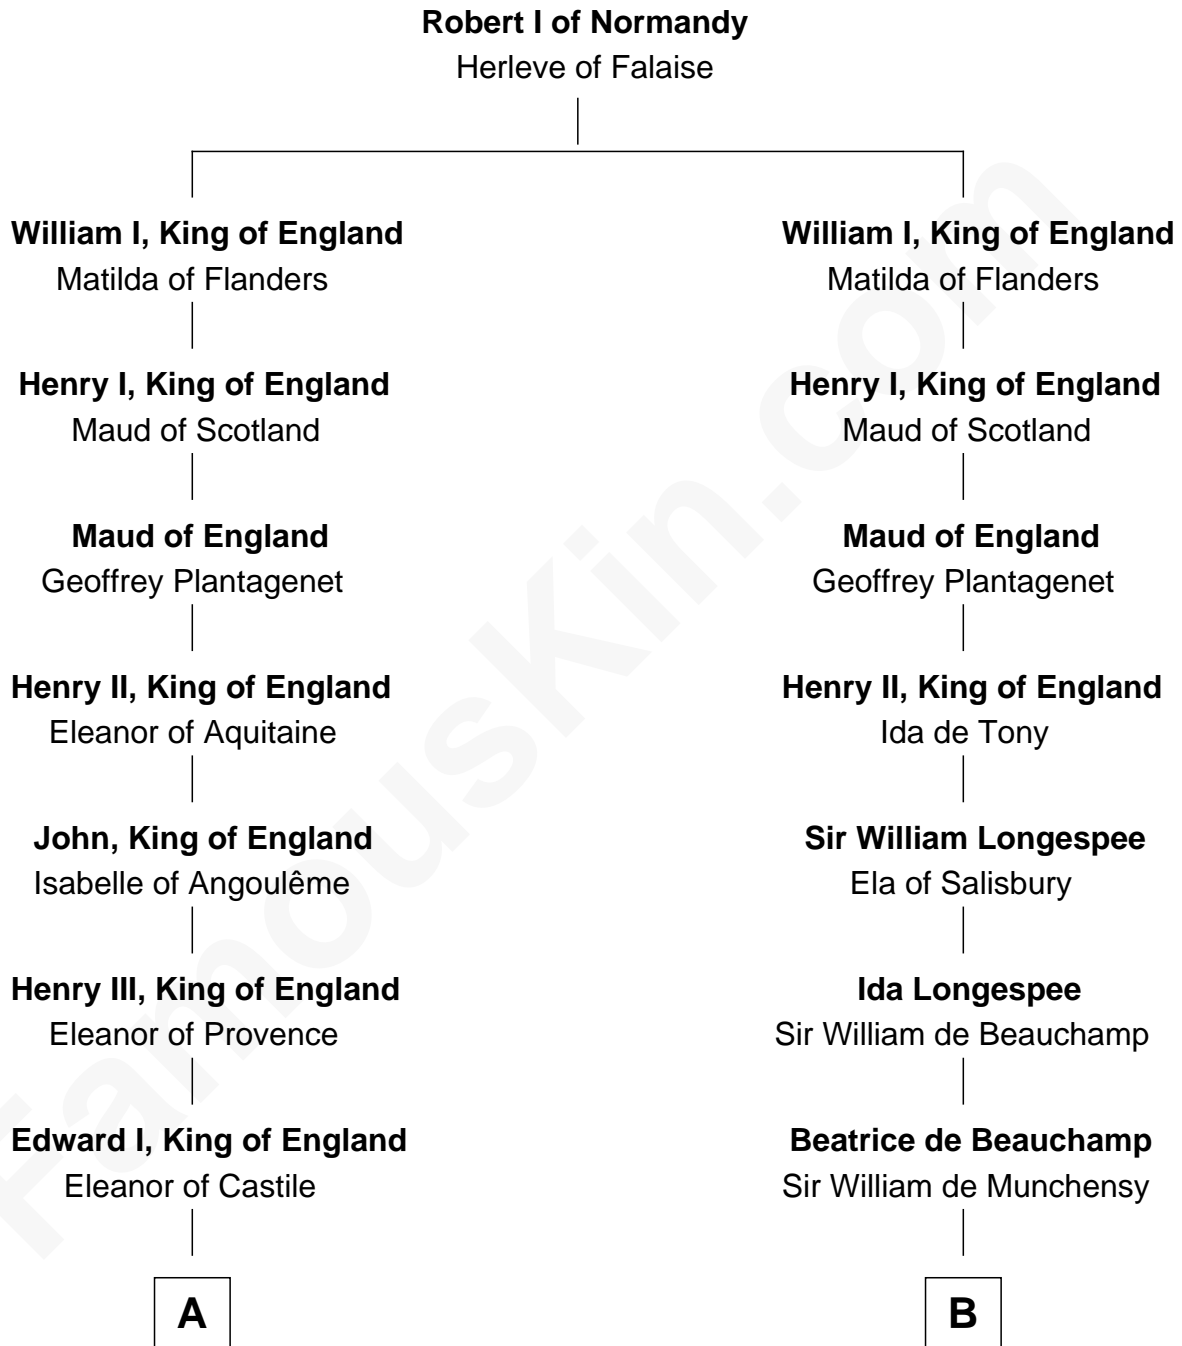 Robert I of Normandy
Herleve of Falaise
William I, King of England
Matilda of Flanders
Henry I, King of England
Maud of Scotland
Maud of England
Geoffrey Plantagenet
Henry II, King of England
Eleanor of Aquitaine
John, King of England
Isabelle of Angoulême
Henry III, King of England
Eleanor of Provence
Edward I, King of England
Eleanor of Castile
A
William I, King of England
Matilda of Flanders
Henry I, King of England
Maud of Scotland
Maud of England
Geoffrey Plantagenet
Henry II, King of England
Ida de Tony
Sir William Longespee
Ela of Salisbury
Ida Longespee
Sir William de Beauchamp
Beatrice de Beauchamp
Sir William de Munchensy
B
FamousKin.com